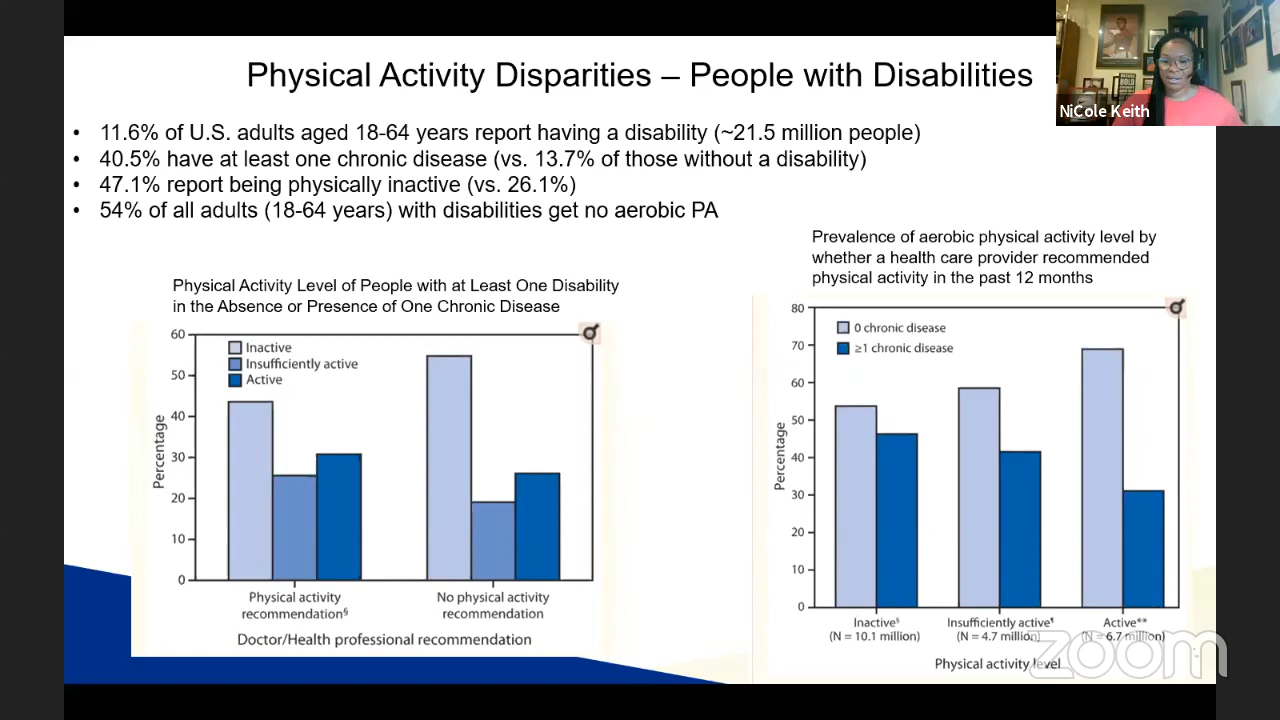 Physical Activity Disparities – People with Disabilities
NiCole Keith
• 11.6% of U.S. adults aged 18-64 years report having a disability (~21.5 million people)
• 40.5% have at least one chronic disease (vs. 13.7% of those without a disability)
• 47.1% report being physically inactive (vs. 26.1%)
• 54% of all adults (18-64 years) with disabilities get no aerobic PA
Physical Activity Level of People with at Least One Disability
in the Absence or Presence of One Chronic Disease
60
50
40
30
20
10
0
Percentage
Inactive
Insufficiently active
Active
Physical activity
recommendation§
No physical activity
recommendation
Doctor/Health professional recommendation
Prevalence of aerobic physical activity level by
whether a health care provider recommended
physical activity in the past 12 months
80
70
60
50
40
30
20
10
0
Percentage
0 chronic disease
≥1 chronic disease
Inactive§
(N = 10.1 million)
Insufficiently active¶
(N = 4.7 million)
Active**
(N = 6.7 million)
Physical activity level
zoom